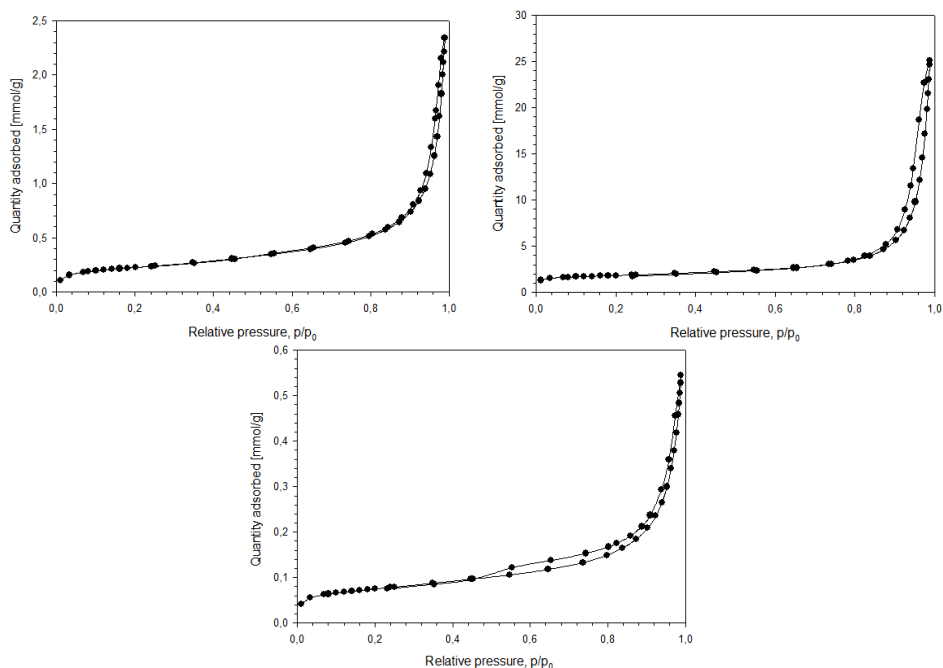 2,5
2,0
1,5
1,0
0,5
0,0
Quantity adsorbed [mmol/g]
0,0 0,2 0,4 0,6 0,8 1,0
Relative pressure, p/p0
30
25
20
15
10
5
0
Quantity adsorbed [mmol/g]
0,0 0,2 0,4 0,6 0,8 1,0
Relative pressure, p/p0
0,6
0,5
0,4
0,3
0,2
0,1
0,0
Quantity adsorbed [mmol/g]
0,0 0,2 0,4 0,6 0,8 1,0
Relative pressure, p/p0